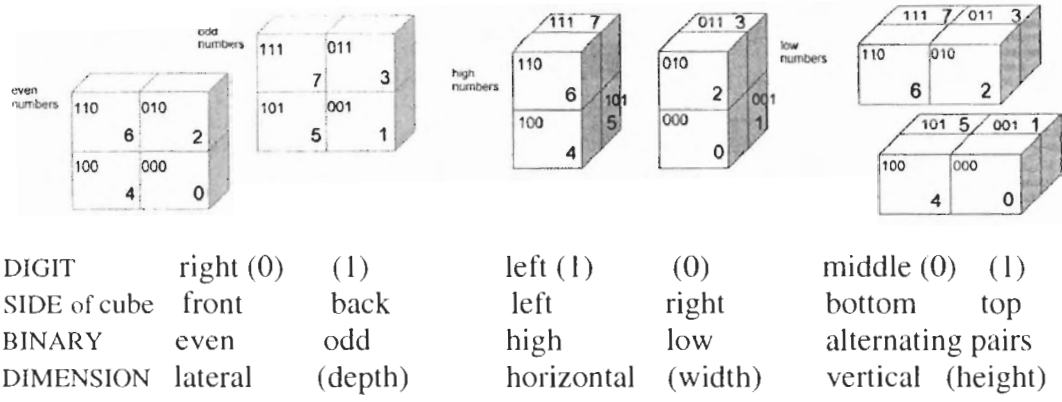 odd
numbers
111 011
7 3
101 001
5 1
even
numbers
110 010
6 2
100 000
4 0
high
numbers
111 7
110
6
101
100
5
4
011 3
010
2
001
000
1
0
low
numbers
111 7 011 3
110 010
6 2
101 5 001 1
100 000
4 0
DIGIT right (0) (1) left (1) (0) middle (0) (1)
SIDE of cube front back left right bottom top
BINARY even odd high low alternating pairs
DIMENSION lateral (depth) horizontal (width) vertical (height)